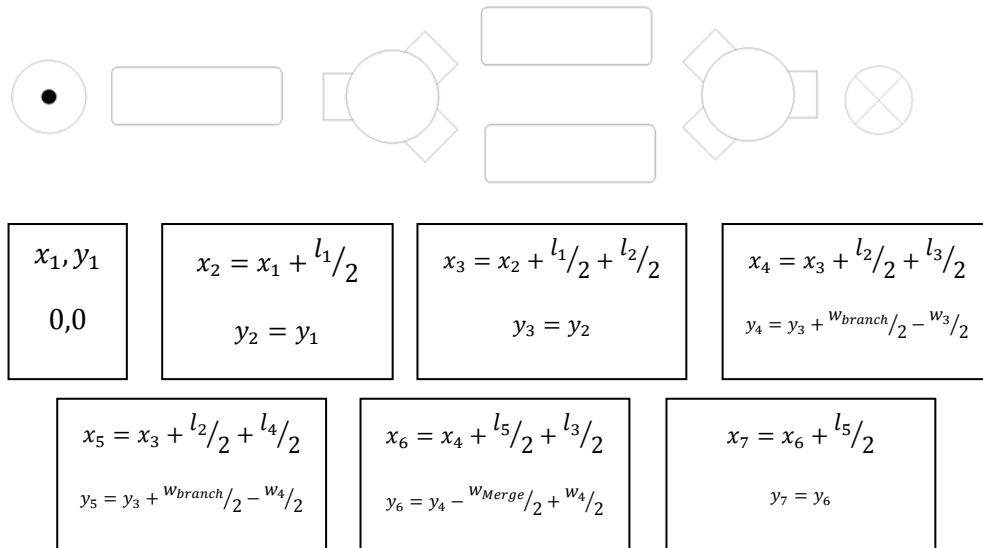 x₁, y₁
0,0
x₂ = x₁ + l₁/2
y₂ = y₁
x₃ = x₂ + l₁/2 + l₂/2
y₃ = y₂
x₄ = x₃ + l₂/2 + l₃/2
y₄ = y₃ + w_branch/2 − w₃/2
x₅ = x₃ + l₂/2 + l₄/2
y₅ = y₃ + w_branch/2 − w₄/2
x₆ = x₄ + l₅/2 + l₃/2
y₆ = y₄ − w_Merge/2 + w₄/2
x₇ = x₆ + l₅/2
y₇ = y₆